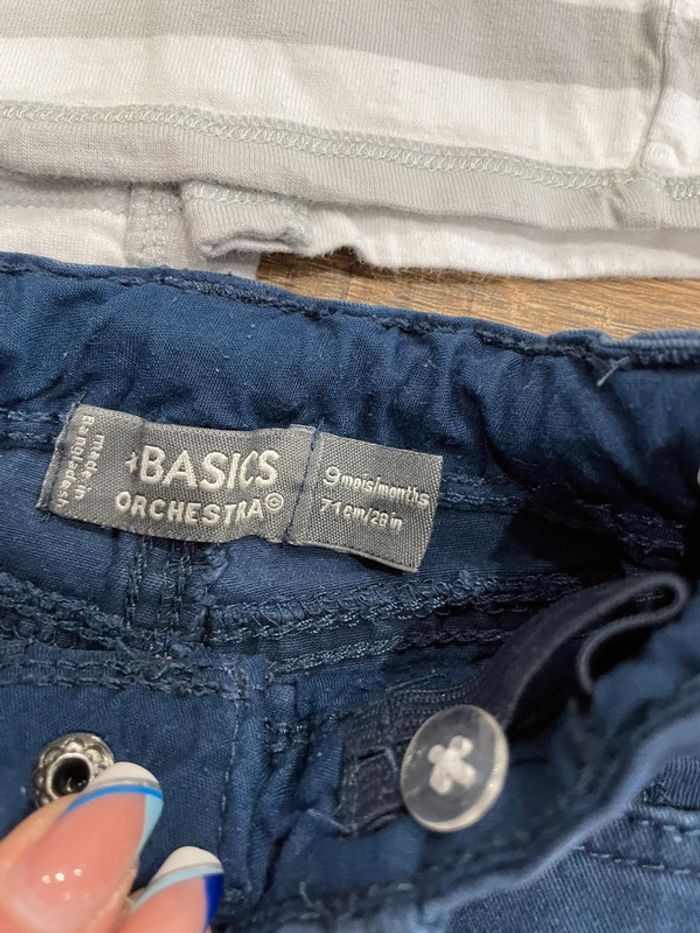 made in
Bangladesh
+BASICS
ORCHESTRA©
9 mois/months
71 cm/28 in